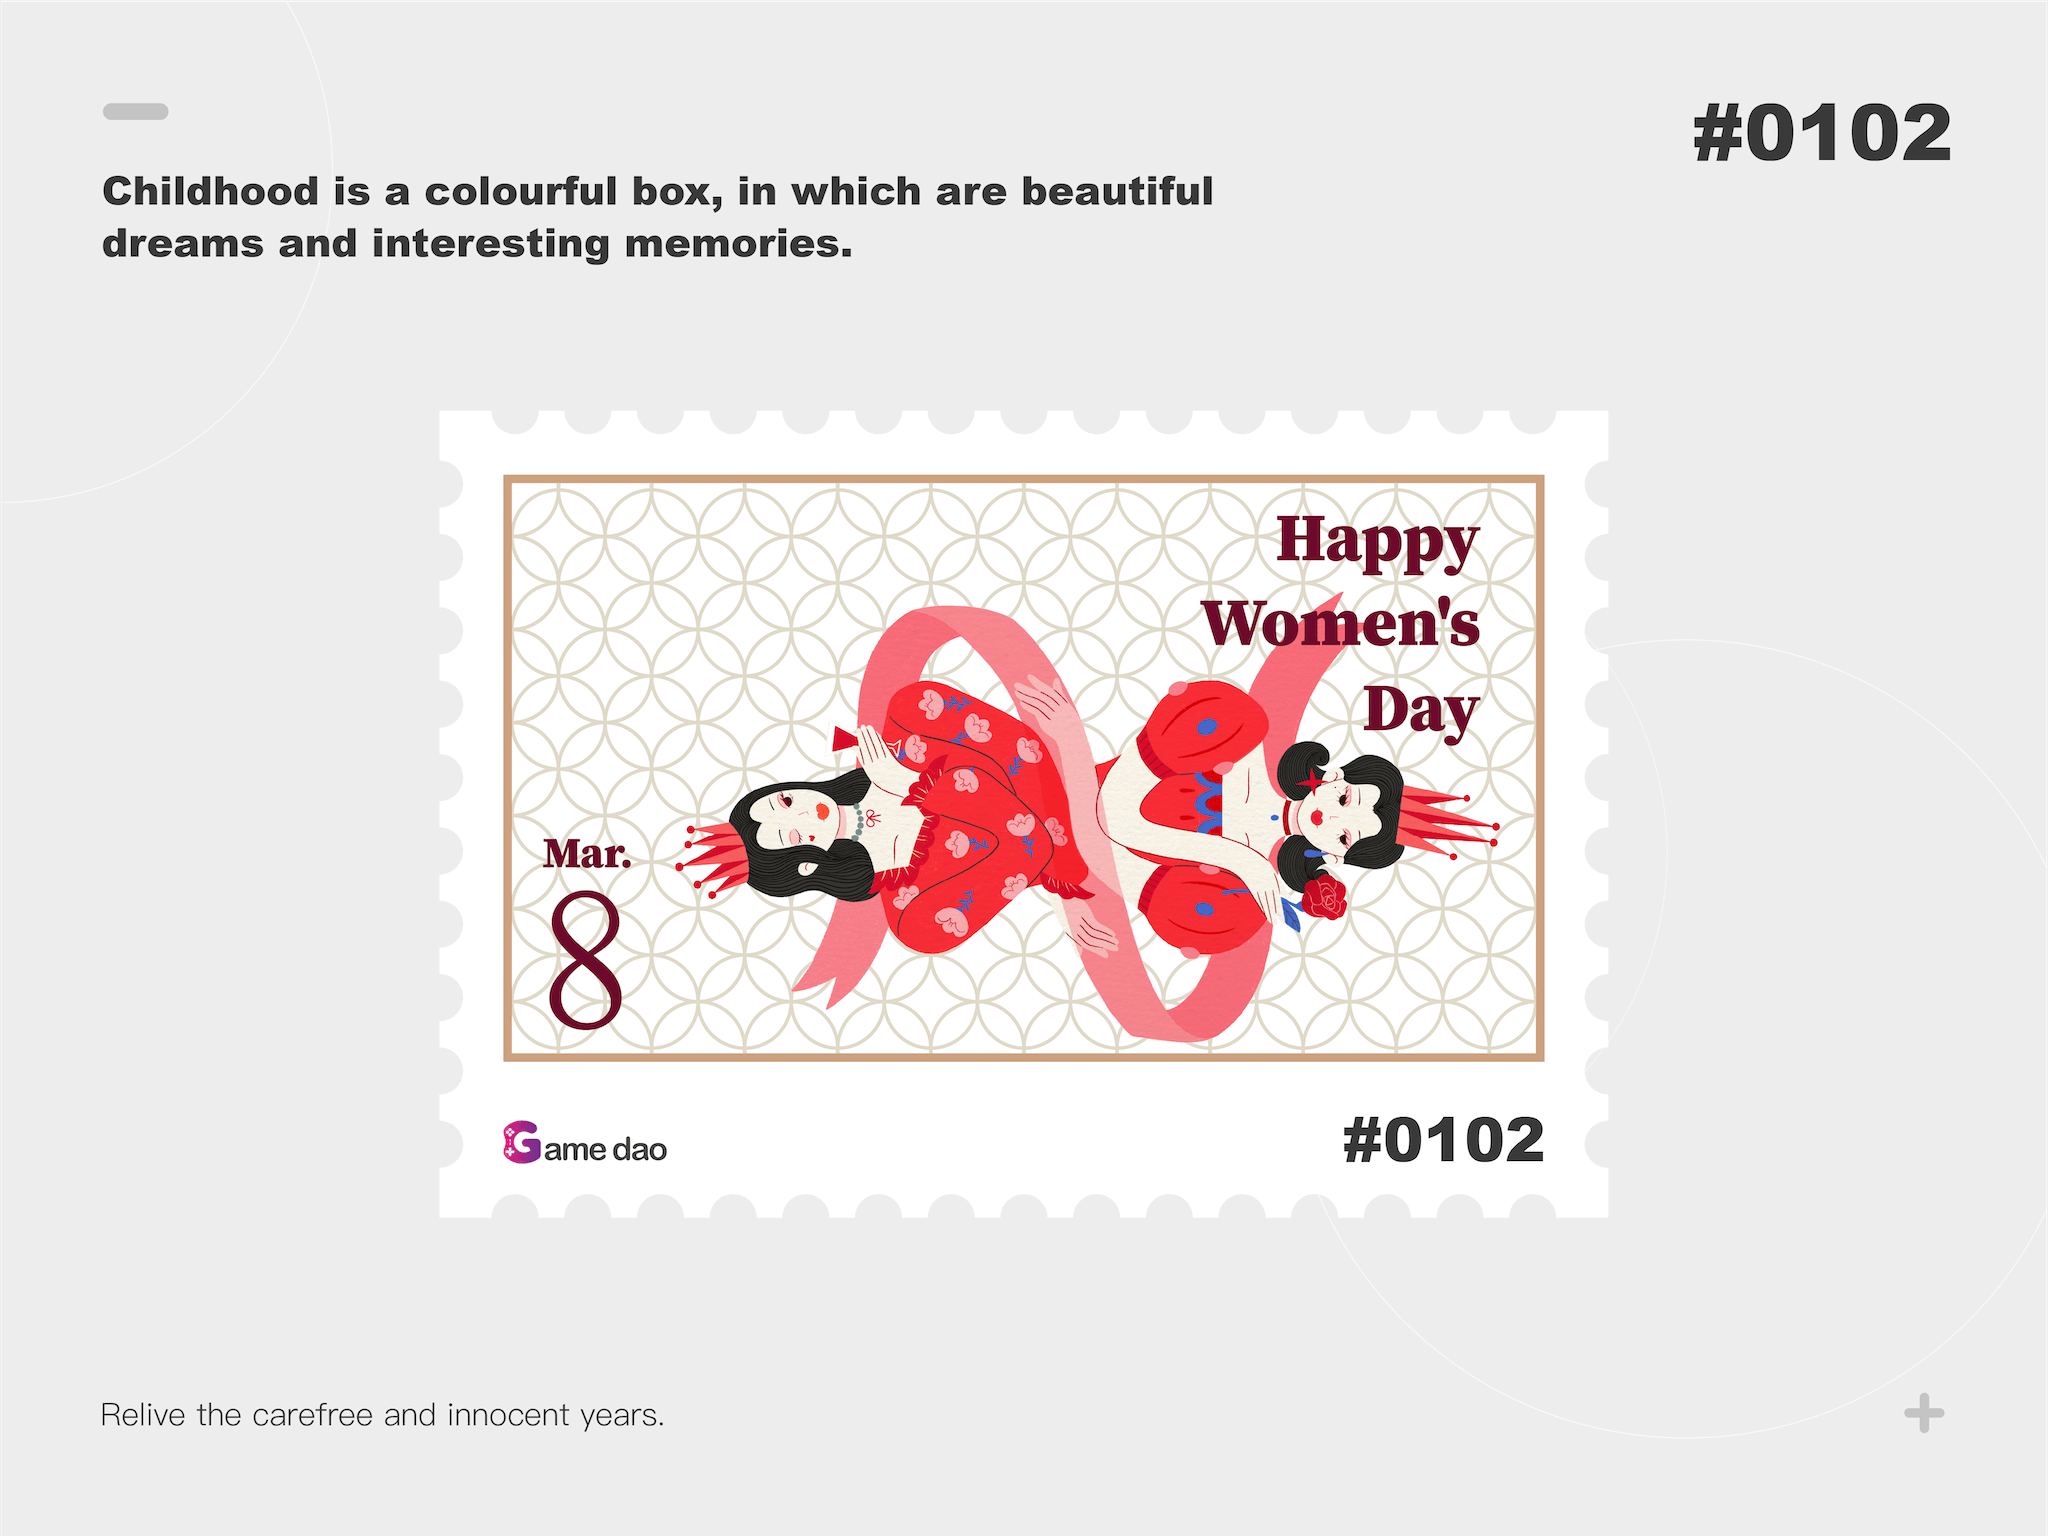 #0102
Childhood is a colourful box, in which are beautiful
dreams and interesting memories.
Happy
Women's
Day
Mar.
8
Game dao
#0102
Relive the carefree and innocent years.